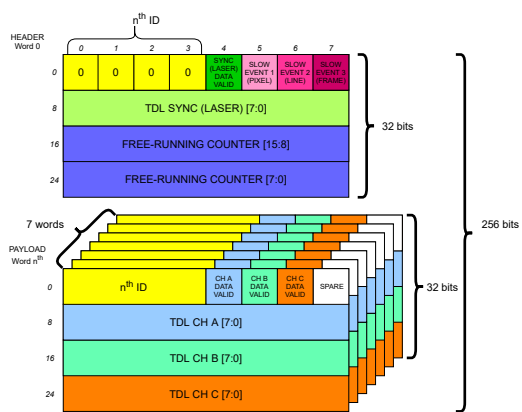 nth ID
HEADER
Word 0
0 1 2 3 4 5 6 7
0
0 0 0 0
SYNC
(LASER)
DATA
VALID
SLOW
EVENT 1
(PIXEL)
SLOW
EVENT 2
(LINE)
SLOW
EVENT 3
(FRAME)
8
TDL SYNC (LASER) [7:0]
32 bits
16
FREE-RUNNING COUNTER [15:8]
24
FREE-RUNNING COUNTER [7:0]
7 words
256 bits
PAYLOAD
Word nth
0
nth ID
CH A
DATA
VALID
CH B
DATA
VALID
CH C
DATA
VALID
SPARE
32 bits
8
TDL CH A [7:0]
16
TDL CH B [7:0]
24
TDL CH C [7:0]